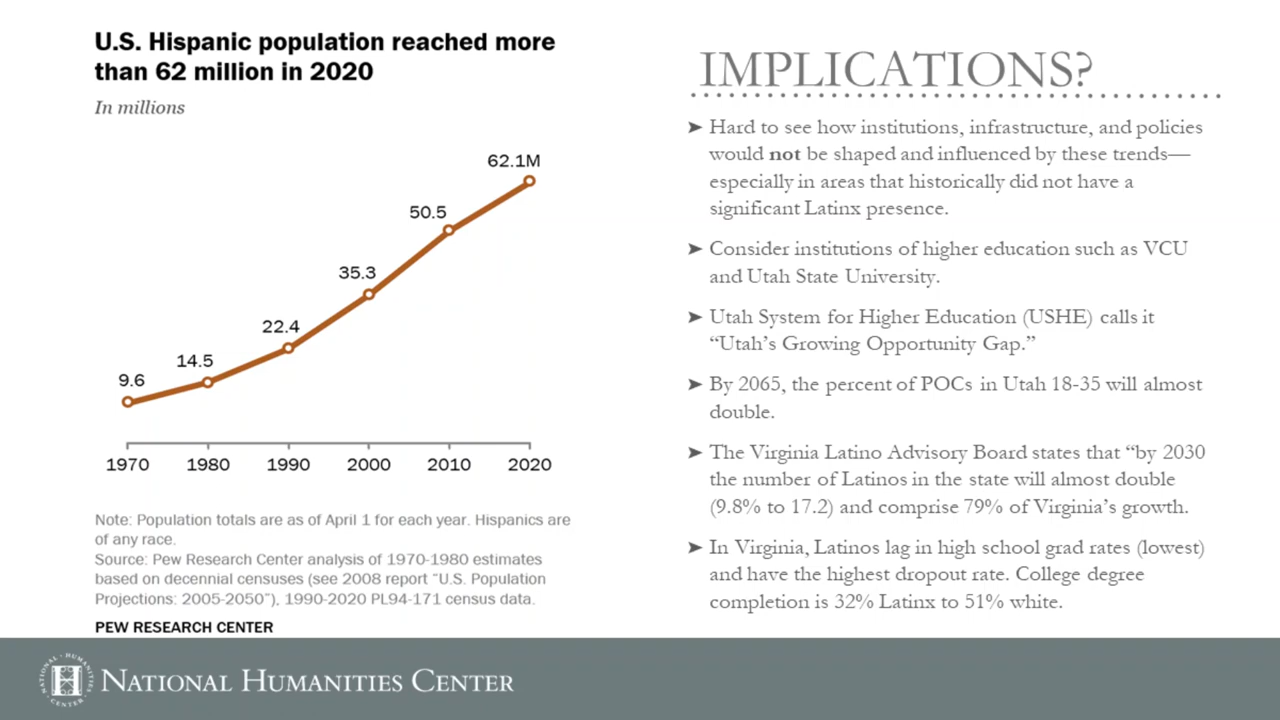 U.S. Hispanic population reached more
than 62 million in 2020
In millions
62.1M
50.5
35.3
22.4
14.5
9.6
1970 1980 1990 2000 2010 2020
Note: Population totals are as of April 1 for each year. Hispanics are
of any race.
Source: Pew Research Center analysis of 1970-1980 estimates
based on decennial censuses (see 2008 report "U.S. Population
Projections: 2005-2050"), 1990-2020 PL94-171 census data.
PEW RESEARCH CENTER
IMPLICATIONS?
➤ Hard to see how institutions, infrastructure, and policies
would not be shaped and influenced by these trends—
especially in areas that historically did not have a
significant Latinx presence.
➤ Consider institutions of higher education such as VCU
and Utah State University.
➤ Utah System for Higher Education (USHE) calls it
“Utah’s Growing Opportunity Gap.”
➤ By 2065, the percent of POCs in Utah 18-35 will almost
double.
➤ The Virginia Latino Advisory Board states that “by 2030
the number of Latinos in the state will almost double
(9.8% to 17.2) and comprise 79% of Virginia’s growth.
➤ In Virginia, Latinos lag in high school grad rates (lowest)
and have the highest dropout rate. College degree
completion is 32% Latinx to 51% white.
NATIONAL HUMANITIES CENTER
NATIONAL HUMANITIES CENTER